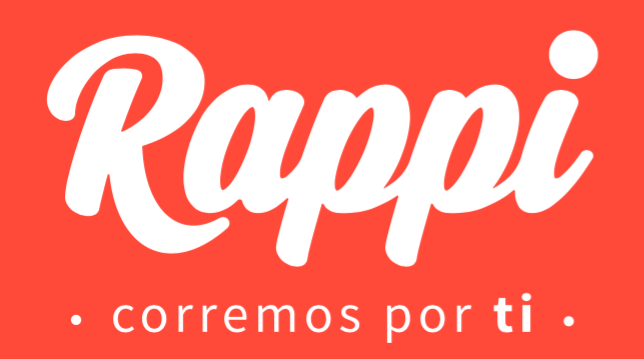 Rappi
· corremos por ti ·